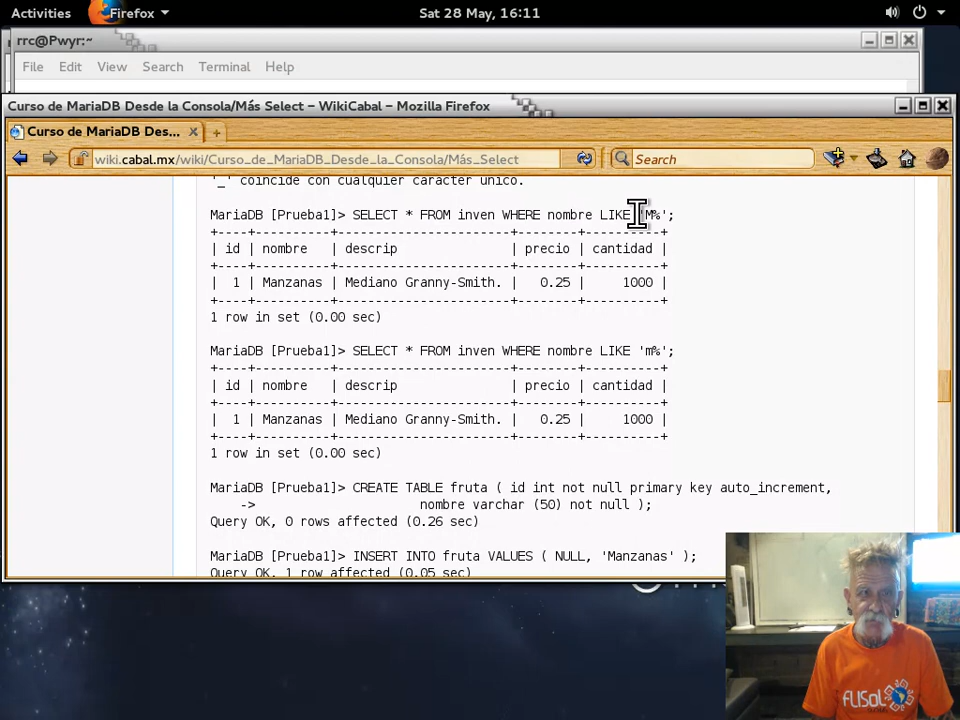 Activities Firefox Sat 28 May, 16:11
rrc@Pwyr:~
File Edit View Search Terminal Help
Curso de MariaDB Desde la Consola/Más Select - WikiCabal - Mozilla Firefox
Curso de MariaDB Des... × +
wiki.cabal.mx/wiki/Curso_de_MariaDB_Desde_la_Consola/Más_Select Search
'_' coincide con cualquier caracter unico.
MariaDB [Prueba1]> SELECT * FROM inven WHERE nombre LIKE 'M%';
+----+----------+----------------------+--------+----------+
| id | nombre | descrip | precio | cantidad |
+----+----------+----------------------+--------+----------+
| 1 | Manzanas | Mediano Granny-Smith. | 0.25 | 1000 |
+----+----------+----------------------+--------+----------+
1 row in set (0.00 sec)
MariaDB [Prueba1]> SELECT * FROM inven WHERE nombre LIKE 'm%';
+----+----------+----------------------+--------+----------+
| id | nombre | descrip | precio | cantidad |
+----+----------+----------------------+--------+----------+
| 1 | Manzanas | Mediano Granny-Smith. | 0.25 | 1000 |
+----+----------+----------------------+--------+----------+
1 row in set (0.00 sec)
MariaDB [Prueba1]> CREATE TABLE fruta ( id int not null primary key auto_increment,
-> nombre varchar (50) not null );
Query OK, 0 rows affected (0.26 sec)
MariaDB [Prueba1]> INSERT INTO fruta VALUES ( NULL, 'Manzanas' );
Query OK, 1 row affected (0.05 sec)
FLISoL